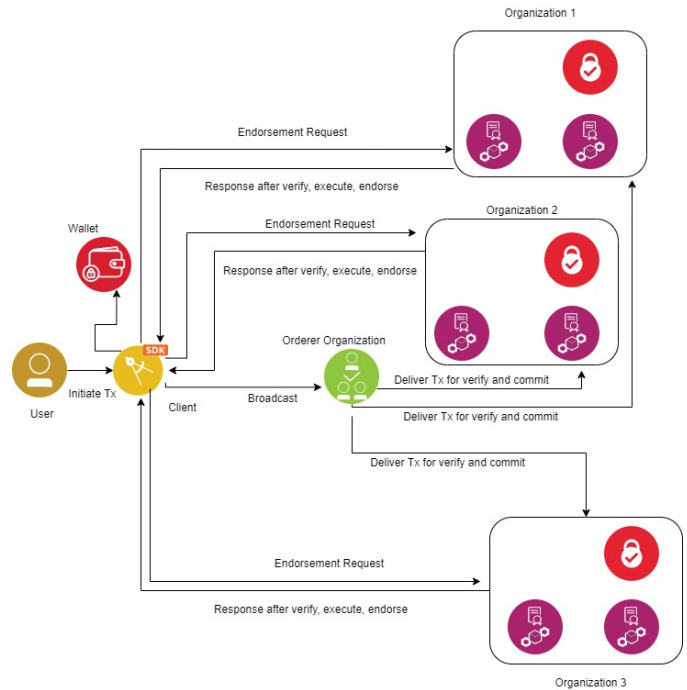 Organization 1
Endorsement Request
Response after verify, execute, endorse
Organization 2
Endorsement Request
Wallet
Response after verify, execute, endorse
SDK
Orderer Organization
Deliver Tx for verify and commit
Initiate Tx
Broadcast
User
Client
Deliver Tx for verify and commit
Deliver Tx for verify and commit
Endorsement Request
Response after verify, execute, endorse
Organization 3